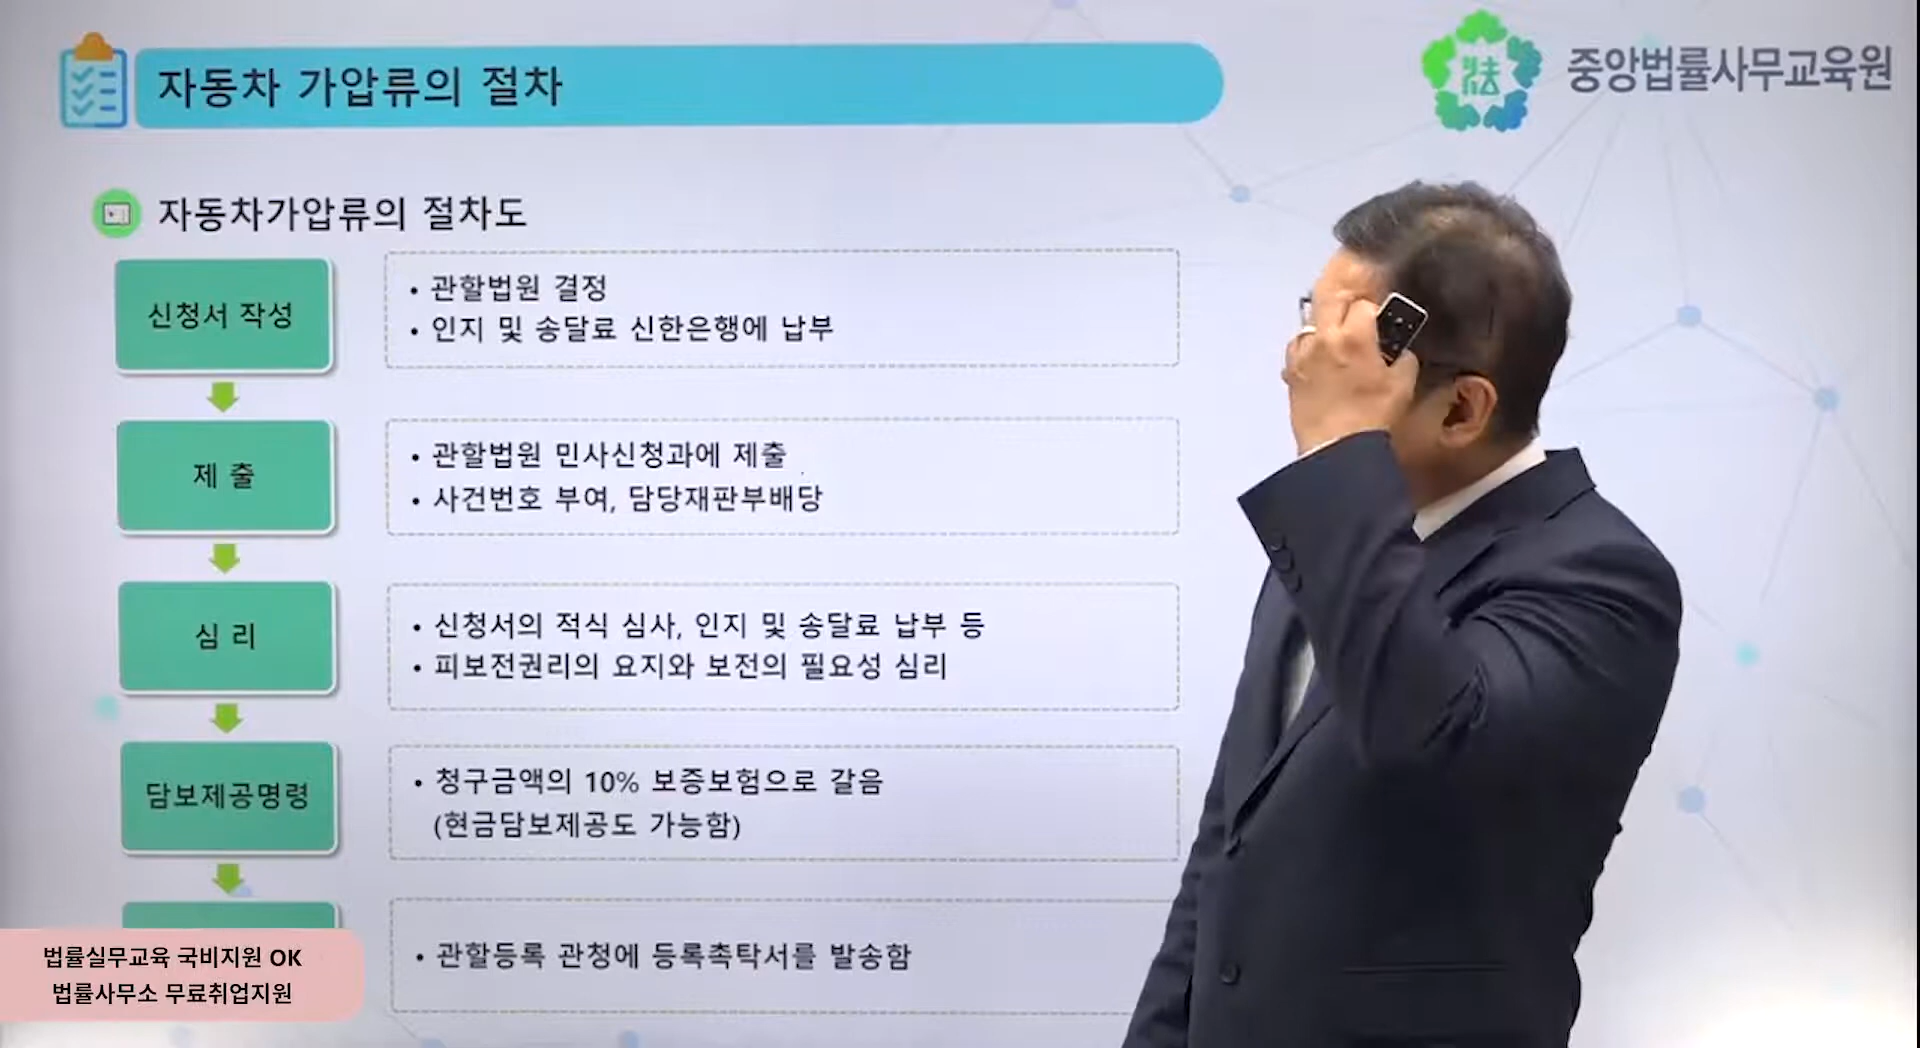 자동차 가압류의 절차
중앙법률사무교육원
자동차가압류의 절차도
신청서 작성
• 관할법원 결정
• 인지 및 송달료 신한은행에 납부
제 출
• 관할법원 민사신청과에 제출
• 사건번호 부여, 담당재판부배당
심 리
• 신청서의 적식 심사, 인지 및 송달료 납부 등
• 피보전권리의 요지와 보전의 필요성 심리
담보제공명령
• 청구금액의 10% 보증보험으로 갈음
(현금담보제공도 가능함)
• 관할등록 관청에 등록촉탁서를 발송함
법률실무교육 국비지원 OK
법률사무소 무료취업지원